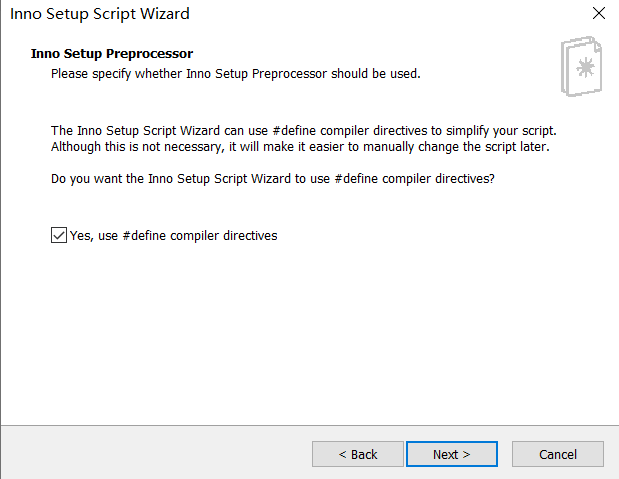 Inno Setup Script Wizard
Inno Setup Preprocessor
Please specify whether Inno Setup Preprocessor should be used.
The Inno Setup Script Wizard can use #define compiler directives to simplify your script.
Although this is not necessary, it will make it easier to manually change the script later.
Do you want the Inno Setup Script Wizard to use #define compiler directives?
Yes, use #define compiler directives
< Back
Next >
Cancel